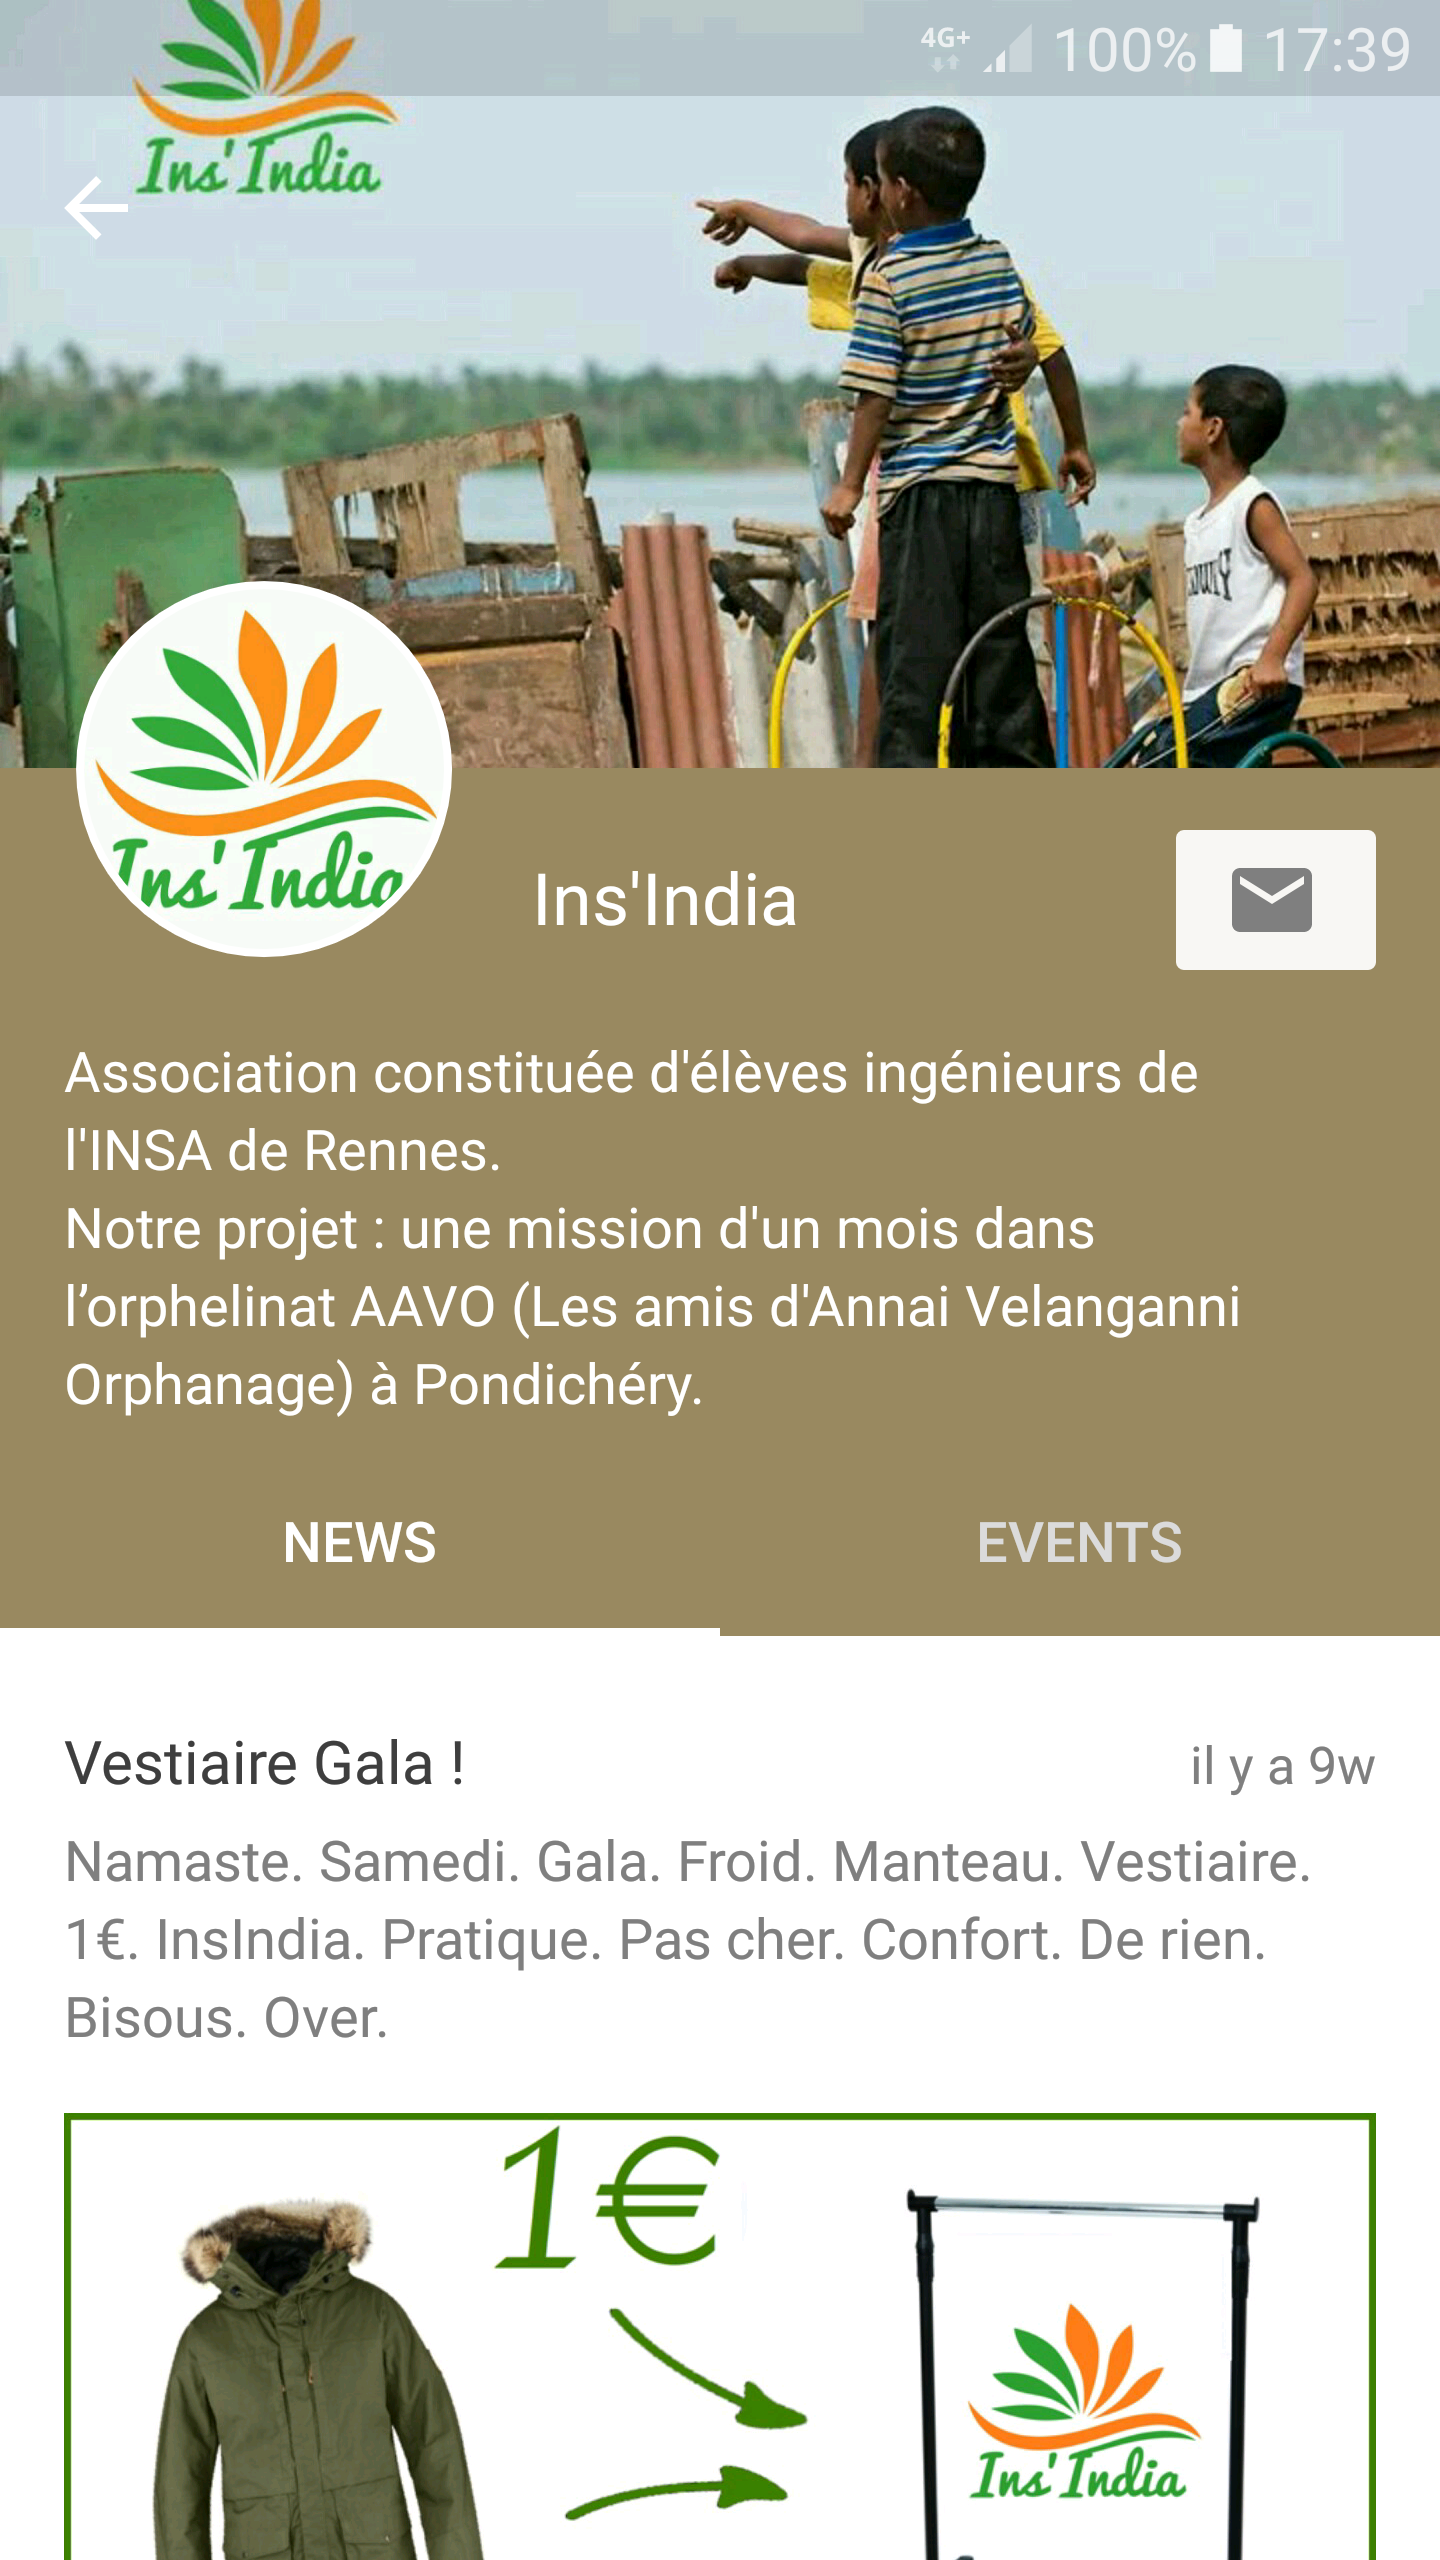 4G+ 100% 17:39
Ins'India
Ins'India
Ins'India
Association constituée d'élèves ingénieurs de
l'INSA de Rennes.
Notre projet : une mission d'un mois dans
l’orphelinat AAVO (Les amis d'Annai Velanganni
Orphanage) à Pondichéry.
NEWS EVENTS
Vestiaire Gala ! il y a 9w
Namaste. Samedi. Gala. Froid. Manteau. Vestiaire.
1€. InsIndia. Pratique. Pas cher. Confort. De rien.
Bisous. Over.
1€
Ins'India